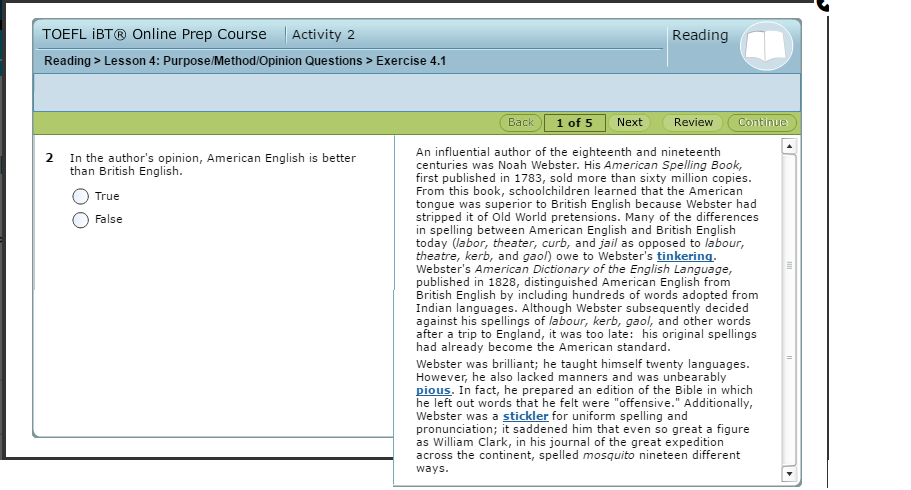 TOEFL iBT® Online Prep Course Activity 2 Reading
Reading > Lesson 4: Purpose/Method/Opinion Questions > Exercise 4.1
Back 1 of 5 Next Review Continue
2 In the author's opinion, American English is better
than British English.
True
False
An influential author of the eighteenth and nineteenth
centuries was Noah Webster. His American Spelling Book,
first published in 1783, sold more than sixty million copies.
From this book, schoolchildren learned that the American
tongue was superior to British English because Webster had
stripped it of Old World pretensions. Many of the differences
in spelling between American English and British English
today (labor, theater, curb, and jail as opposed to labour,
theatre, kerb, and gaol) owe to Webster's tinkering.
Webster's American Dictionary of the English Language,
published in 1828, distinguished American English from
British English by including hundreds of words adopted from
Indian languages. Although Webster subsequently decided
against his spellings of labour, kerb, gaol, and other words
after a trip to England, it was too late: his original spellings
had already become the American standard.
Webster was brilliant; he taught himself twenty languages.
However, he also lacked manners and was unbearably
pious. In fact, he prepared an edition of the Bible in which
he left out words that he felt were "offensive." Additionally,
Webster was a stickler for uniform spelling and
pronunciation; it saddened him that even so great a figure
as William Clark, in his journal of the great expedition
across the continent, spelled mosquito nineteen different
ways.